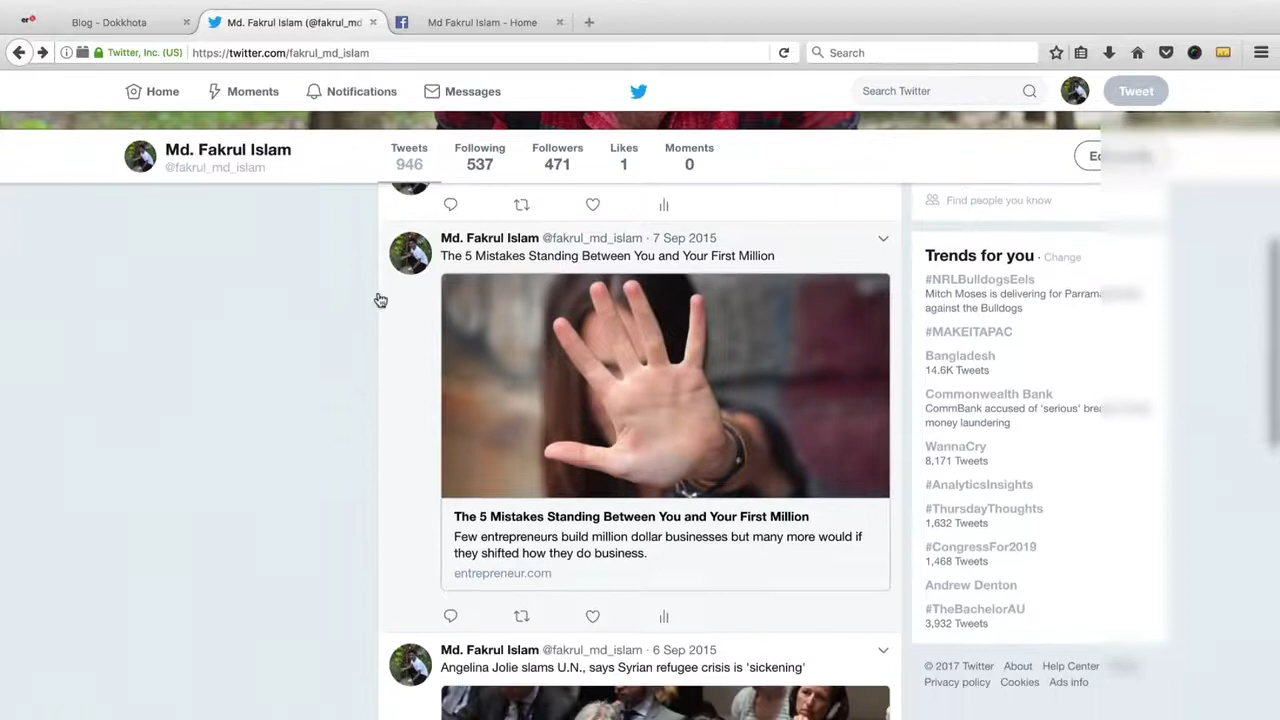 Blog - Dokkhota
Md. Fakrul Islam (@fakrul_md
Md Fakrul Islam - Home
Twitter, Inc. (US)
https://twitter.com/fakrul_md_islam
Search
Home
Moments
Notifications
Messages
Search Twitter
Tweet
Md. Fakrul Islam
@fakrul_md_islam
Tweets
946
Following
537
Followers
471
Likes
1
Moments
0
Md. Fakrul Islam @fakrul_md_islam · 7 Sep 2015
The 5 Mistakes Standing Between You and Your First Million
The 5 Mistakes Standing Between You and Your First Million
Few entrepreneurs build million dollar businesses but many more would if
they shifted how they do business.
entrepreneur.com
Md. Fakrul Islam @fakrul_md_islam · 6 Sep 2015
Angelina Jolie slams U.N., says Syrian refugee crisis is 'sickening'
Find people you know
Trends for you · Change
#NRLBulldogsEels
Mitch Moses is delivering for
against the Bulldogs
#MAKEITAPAC
Bangladesh
14.6K Tweets
Commonwealth Bank
CommBank accused of 'serious'
money laundering
WannaCry
8,171 Tweets
#AnalyticsInsights
#ThursdayThoughts
1,632 Tweets
#CongressFor2019
1,468 Tweets
Andrew Denton
#TheBachelorAU
3,932 Tweets
© 2017 Twitter About Help Center
Privacy policy Cookies Ads info